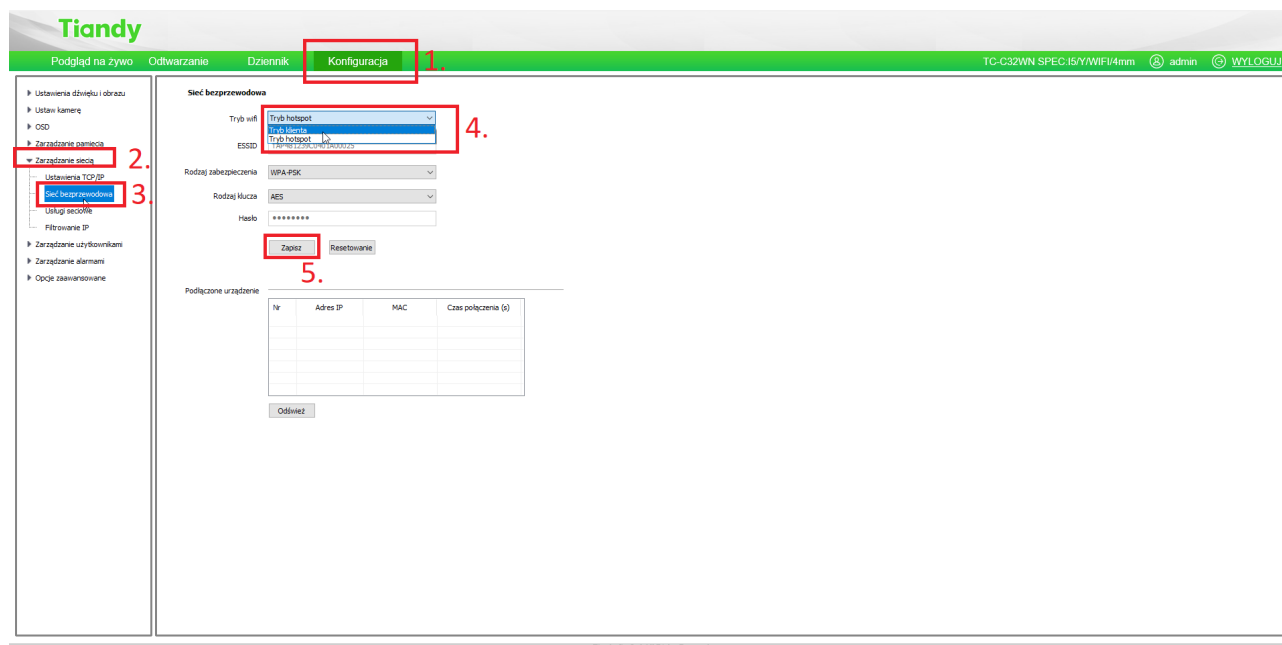 Tiandy
Podgląd na żywo Odtwarzanie Dziennik Konfiguracja 1. TC-C32WN SPEC:I5/Y/WIFI/4mm admin WYLOGUJ
Ustawienia dźwięku i obrazu
Ustaw kamerę
OSD
Zarządzanie pamięcią
Zarządzanie siecią 2.
Ustawienia TCP/IP
Sieć bezprzewodowa 3.
Usługi sieciowe
Filtrowanie IP
Zarządzanie użytkownikami
Zarządzanie alarmami
Opcje zaawansowane
Sieć bezprzewodowa
Tryb wifi Tryb hotspot
Tryb klienta 4.
Tryb hotspot
ESSID
Rodzaj zabezpieczenia WPA-PSK
Rodzaj klucza AES
Hasło ••••••••
Zapisz Resetowanie
5.
Podłączone urządzenie
Nr Adres IP MAC Czas połączenia (s)
Odśwież